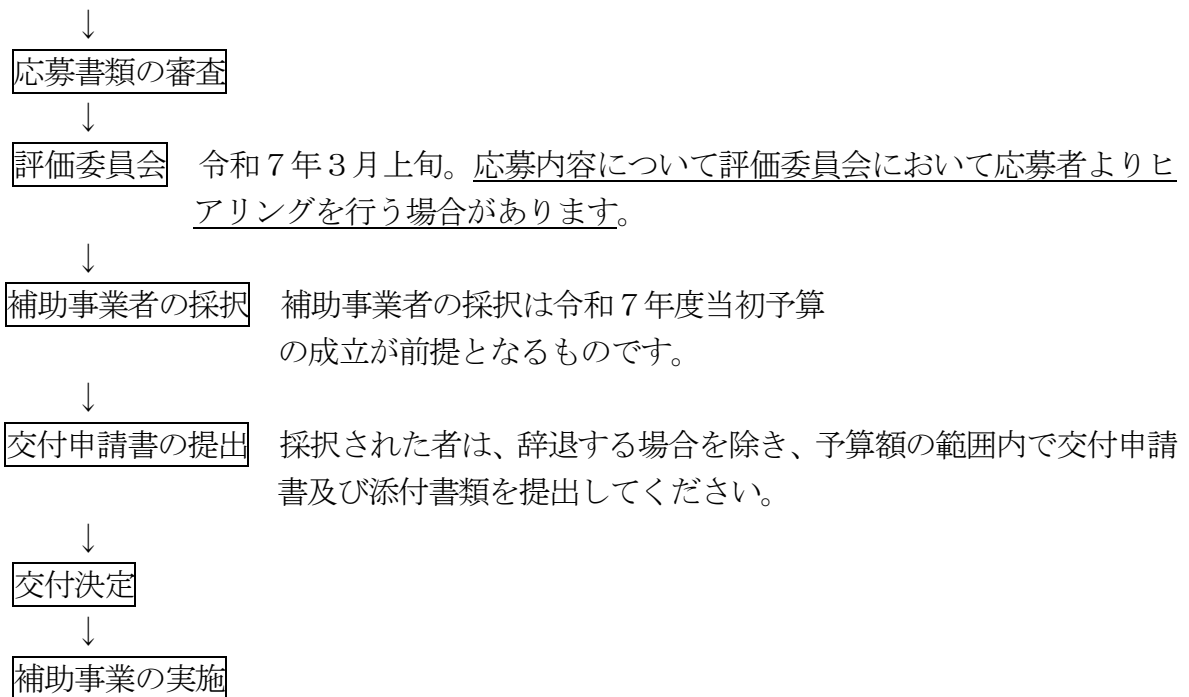 ↓
応募書類の審査
↓
評価委員会　令和７年３月上旬。応募内容について評価委員会において応募者よりヒ
アリングを行う場合があります。
↓
補助事業者の採択　補助事業者の採択は令和７年度当初予算
の成立が前提となるものです。
↓
交付申請書の提出　採択された者は、辞退する場合を除き、予算額の範囲内で交付申請
書及び添付書類を提出してください。
↓
交付決定
↓
補助事業の実施